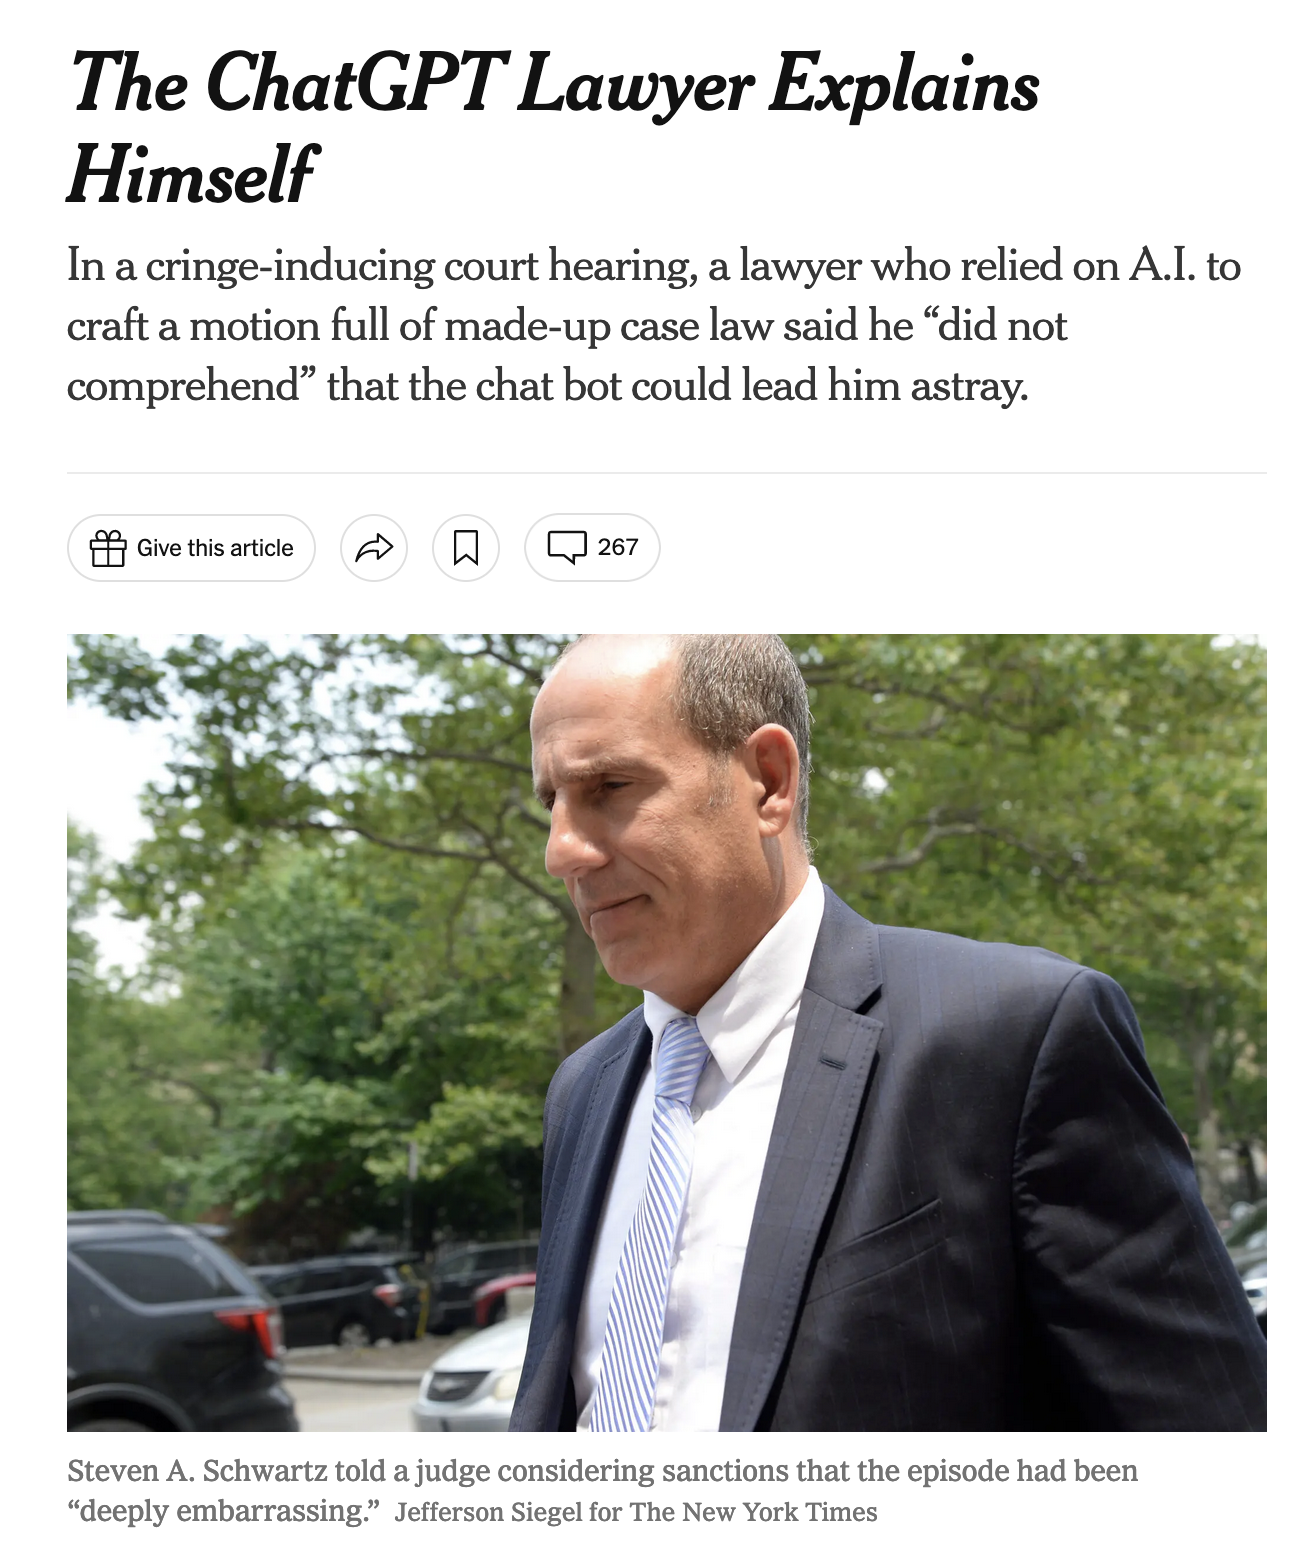 The ChatGPT Lawyer Explains
Himself
In a cringe-inducing court hearing, a lawyer who relied on A.I. to
craft a motion full of made-up case law said he “did not
comprehend” that the chat bot could lead him astray.
Give this article
267
Steven A. Schwartz told a judge considering sanctions that the episode had been
“deeply embarrassing.” Jefferson Siegel for The New York Times